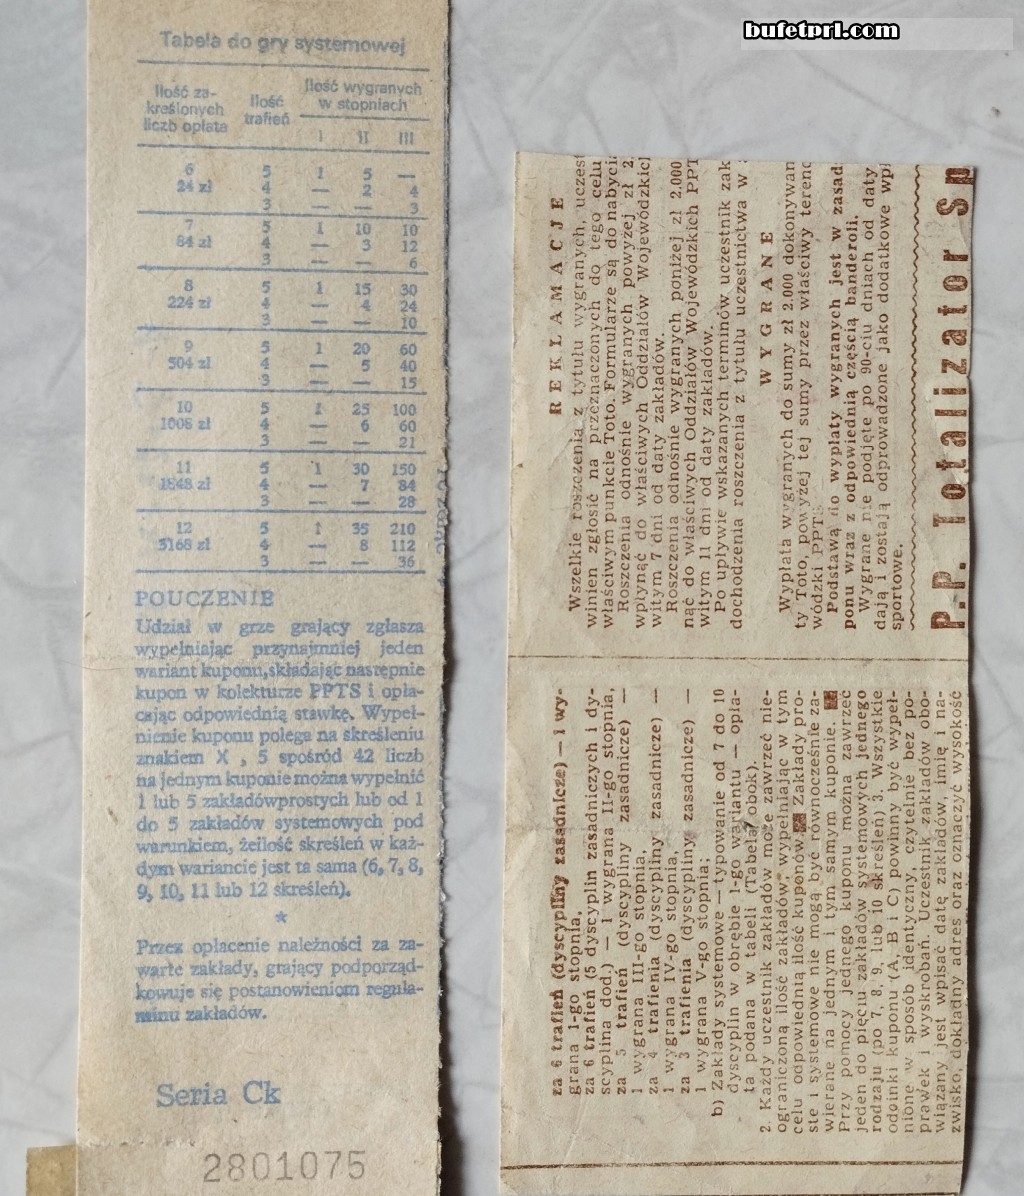 bufetprl.com
Tabela do gry systemowej
Ilość za-
kreślonych
liczb opłata
Ilość
trafień
Ilość wygranych
w stopniach
I II III
6 5 1 5 —
24 zł 4 — 2 4
3 — — 3
7 5 1 10 10
84 zł 4 — 3 12
3 — — 6
8 5 1 15 30
224 zł 4 — 4 24
3 — — 10
9 5 1 20 60
504 zł 4 — 5 40
3 — — 15
10 5 1 25 100
1008 zł 4 — 6 60
3 — — 21
11 5 1 30 150
1848 zł 4 — 7 84
3 — — 28
12 5 1 35 210
3168 zł 4 — 8 112
3 — — 36
POUCZENIE
Udział w grze grający zgłasza
wypełniając przynajmniej jeden
wariant kuponu,składając następnie
kupon w kolekturze PPTS i opła-
cając odpowiednią stawkę. Wypeł-
nienie kuponu polega na skreśleniu
znakiem X , 5 spośród 42 liczb
na jednym kuponie można wypełnić
1 lub 5 zakładówprostych lub od 1
do 5 zakładów systemowych pod
warunkiem, żeilość skreśleń w każ-
dym wariancie jest ta sama (6, 7, 8,
9, 10, 11 lub 12 skreśleń).
*
Przez opłacenie należności za za-
warte zakłady, grający podporząd-
kowuje się postanowieniom regula-
minu zakładów.
Seria Ck
2801075
za 6 trafień (dyscypliny zasadnicze) — 1 wy-
grana I-go stopnia,
za 6 trafień (5 dyscyplin zasadniczych i dy-
scyplina dod.) — 1 wygrana II-go stopnia,
za 5 trafień (dyscypliny zasadnicze) —
1 wygrana III-go stopnia,
za 4 trafienia (dyscypliny zasadnicze) —
1 wygrana IV-go stopnia,
za 3 trafienia (dyscypliny zasadnicze) —
1 wygrana V-go stopnia;
b) Zakłady systemowe — typowanie od 7 do 10
dyscyplin w obrębie 1-go wariantu — opła-
ta podana w tabeli (Tabela obok).
2. Każdy uczestnik zakładów może zawrzeć nie-
ograniczoną ilość zakładów, wypełniając w tym
celu odpowiednią ilość kuponów. Zakłady pro-
ste i systemowe nie mogą być równocześnie za-
wierane na jednym i tym samym kuponie.
Przy pomocy jednego kuponu można zawrzeć
jeden do pięciu zakładów systemowych jednego
rodzaju (po 7, 8, 9, lub 10 skreśleń) 3. Wszystkie
odcinki kuponu (A, B i C) powinny być wypeł-
nione w sposób identyczny, czytelnie bez po-
prawek i wyskrobań. Uczestnik zakładów obo-
wiązany jest wpisać datę zakładów, imię i na-
zwisko, dokładny adres oraz oznaczyć wysokość
REKLAMACJE
Wszelkie roszczenia z tytułu wygranych, uczest
winien zgłosić na przeznaczonych do tego celu
właściwym punkcie Toto. Formularze są do nabyci
Roszczenia odnośnie wygranych powyżej zł 2.
wpłynąć do właściwych Oddziałów Wojewódzkich
witym 7 dni od daty zakładów.
Roszczenia odnośnie wygranych poniżej zł 2.000
nąć do właściwych Oddziałów Wojewódzkich PPT
witym 11 dni od daty zakładów.
Po upływie wskazanych terminów uczestnik zak
dochodzenia roszczenia z tytułu uczestnictwa w
WYGRANE
Wypłata wygranych do sumy zł 2.000 dokonywan
ty Toto, powyżej tej sumy przez właściwy tereno
wódzki PPTS
Podstawą do wypłaty wygranych jest w zasad
ponu wraz z odpowiednią częścią banderoli.
Wygrane nie podjęte po 90-ciu dniach od daty
dają i zostają odprowadzone jako dodatkowe wpł
sportowe.
P.P. Totalizator Sp